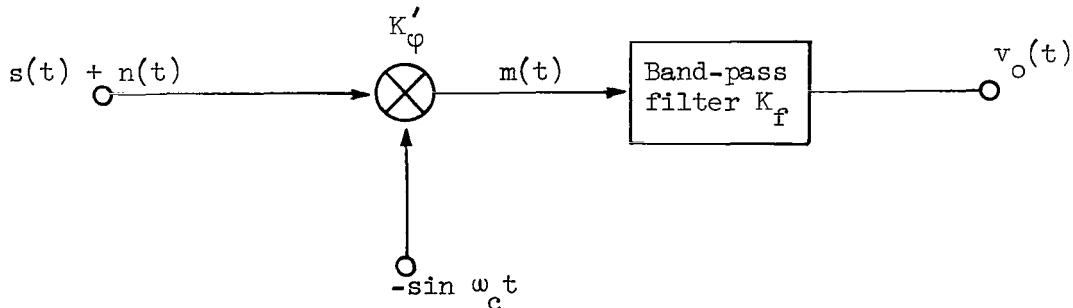 K'φ
s(t) + n(t)
m(t)
Band-pass
filter K_f
v_o(t)
-sin ω_c t